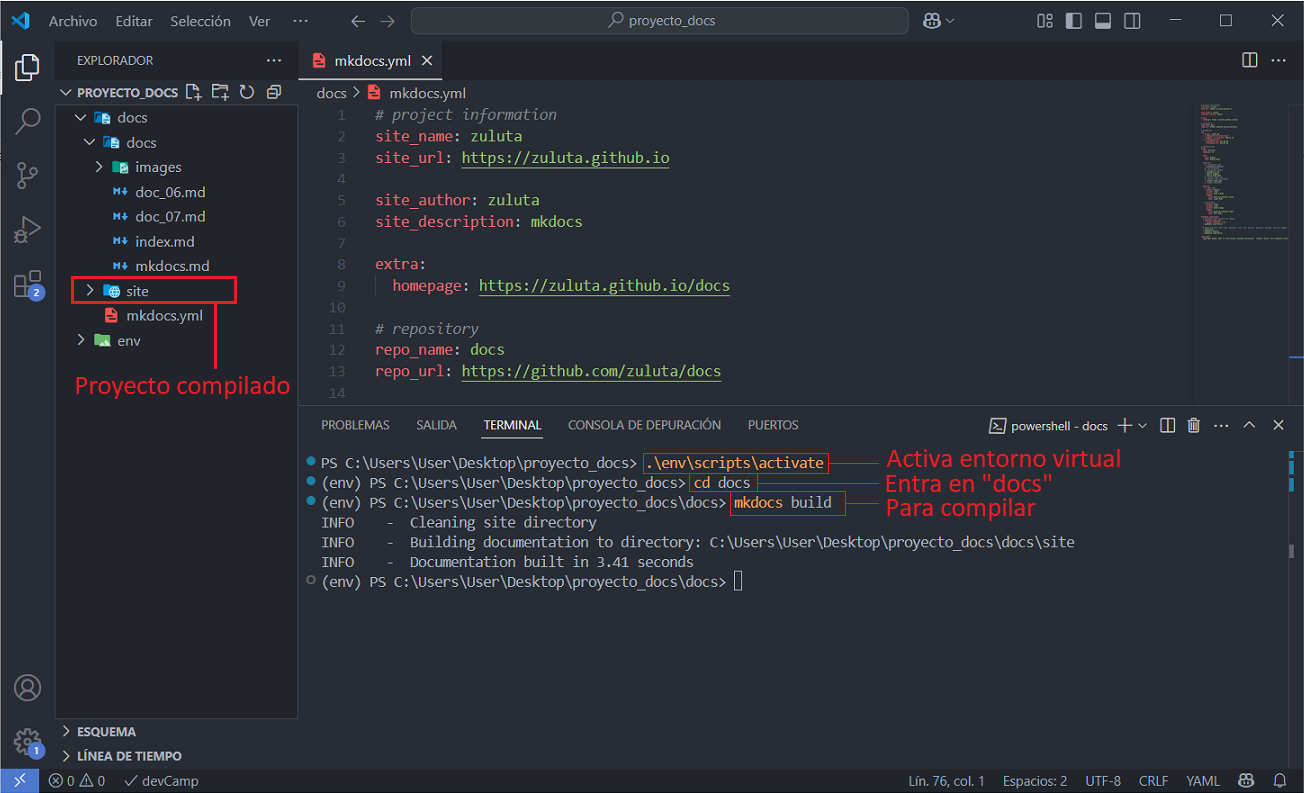 Archivo Editar Selección Ver ··· proyecto_docs
EXPLORADOR ···
PROYECTO_DOCS
docs
docs
images
doc_06.md
doc_07.md
index.md
mkdocs.md
site
mkdocs.yml
env
Proyecto compilado
2
ESQUEMA
LÍNEA DE TIEMPO
1
mkdocs.yml
docs > mkdocs.yml
1 # project information
2 site_name: zuluta
3 site_url: https://zuluta.github.io
4
5 site_author: zuluta
6 site_description: mkdocs
7
8 extra:
9 homepage: https://zuluta.github.io/docs
10
11 # repository
12 repo_name: docs
13 repo_url: https://github.com/zuluta/docs
14
PROBLEMAS SALIDA TERMINAL CONSOLA DE DEPURACIÓN PUERTOS powershell - docs
PS C:\Users\User\Desktop\proyecto_docs> .\env\scripts\activate Activa entorno virtual
(env) PS C:\Users\User\Desktop\proyecto_docs> cd docs Entra en "docs"
(env) PS C:\Users\User\Desktop\proyecto_docs\docs> mkdocs build Para compilar
INFO - Cleaning site directory
INFO - Building documentation to directory: C:\Users\User\Desktop\proyecto_docs\docs\site
INFO - Documentation built in 3.41 seconds
(env) PS C:\Users\User\Desktop\proyecto_docs\docs>
0 0 devCamp Lín. 76, col. 1 Espacios: 2 UTF-8 CRLF YAML